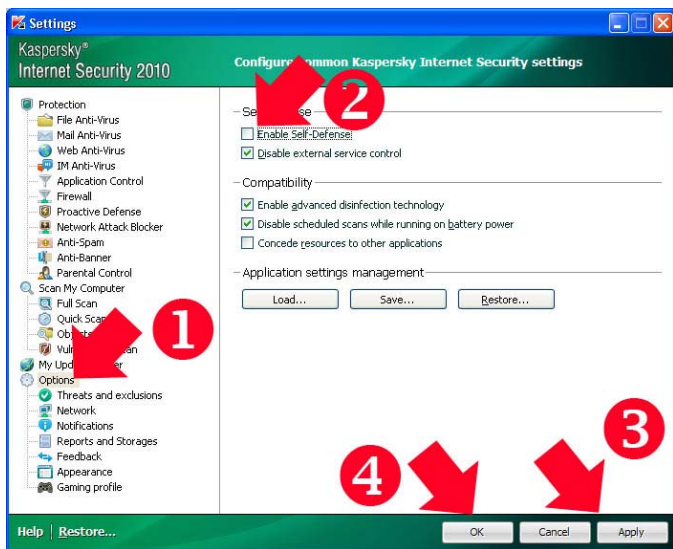 Settings
Kaspersky®
Internet Security 2010
Configure ommon Kaspersky Internet Security settings
Protection
File Anti-Virus
Mail Anti-Virus
Web Anti-Virus
IM Anti-Virus
Application Control
Firewall
Proactive Defense
Network Attack Blocker
Anti-Spam
Anti-Banner
Parental Control
Scan My Computer
Full Scan
Quick Scan
My Upd er
Options
Threats and exclusions
Network
Notifications
Reports and Storages
Feedback
Appearance
Gaming profile
Enable Self-Defense
Disable external service control
Compatibility
Enable advanced disinfection technology
Disable scheduled scans while running on battery power
Concede resources to other applications
Application settings management
Load...
Save...
Restore...
1
2
3
4
Help | Restore...
OK
Cancel
Apply